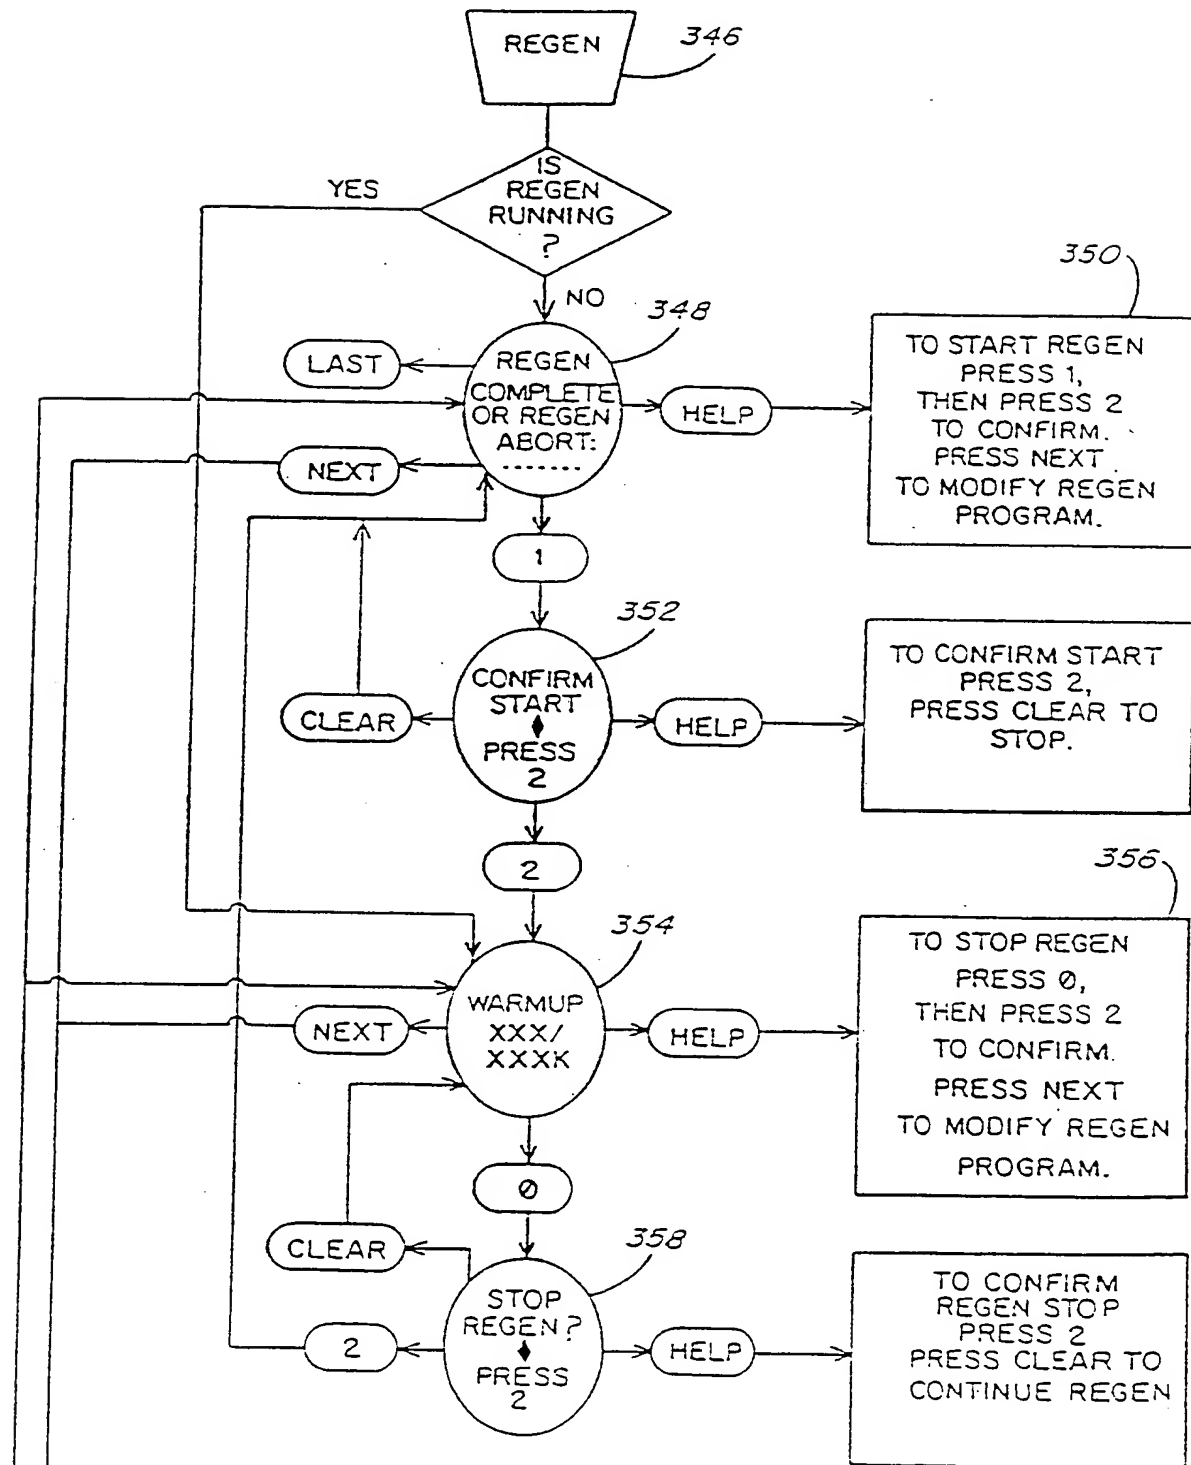 REGEN
346
IS
REGEN
RUNNING
?
YES
NO
348
350
LAST
REGEN
COMPLETE
OR REGEN
ABORT:
-------
HELP
TO START REGEN
PRESS 1,
THEN PRESS 2
TO CONFIRM.
PRESS NEXT
TO MODIFY REGEN
PROGRAM.
NEXT
1
352
CLEAR
CONFIRM
START
♦
PRESS
2
HELP
TO CONFIRM START
PRESS 2,
PRESS CLEAR TO
STOP.
2
354
356
NEXT
WARMUP
XXX/
XXXK
HELP
TO STOP REGEN
PRESS 0,
THEN PRESS 2
TO CONFIRM.
PRESS NEXT
TO MODIFY REGEN
PROGRAM.
0
358
CLEAR
2
STOP
REGEN?
♦
PRESS
2
HELP
TO CONFIRM
REGEN STOP
PRESS 2
PRESS CLEAR TO
CONTINUE REGEN